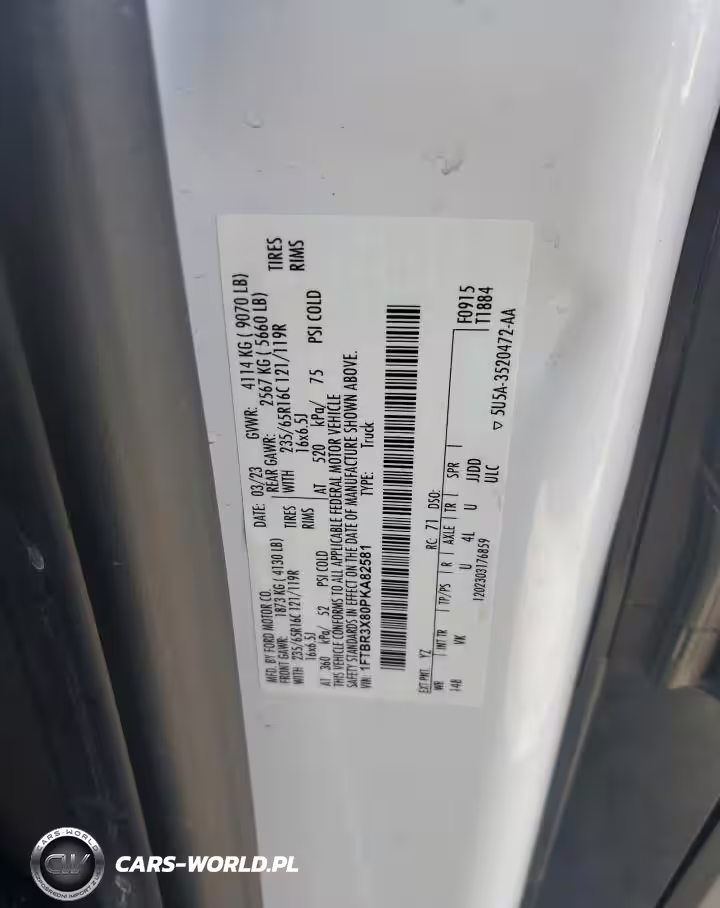 MFD. BY FORD MOTOR CO. DATE: 03/23 GVWR: 4114 KG ( 9070 LB)
FRONT GAWR: 1873 KG ( 4130 LB) REAR GAWR: 2567 KG ( 5660 LB)
WITH 235/65R16C 121/119R TIRES WITH 235/65R16C 121/119R TIRES
16x6.5J RIMS 16x6.5J RIMS
AT 360 kPa/ 52 PSI COLD AT 520 kPa/ 75 PSI COLD
THIS VEHICLE CONFORMS TO ALL APPLICABLE FEDERAL MOTOR VEHICLE
SAFETY STANDARDS IN EFFECT ON THE DATE OF MANUFACTURE SHOWN ABOVE.
VIN: 1FTBR3X80PKA82581 TYPE: Truck
EXT PNT: YZ RC: 71 DSO: F0915
WB INT TR TP/PS R AXLE TR SPR T1884
148 VK U 4L U JJDD
1202303176859 ULC
▽ 5U5A-3520472-AA
CW
CARS-WORLD.PL